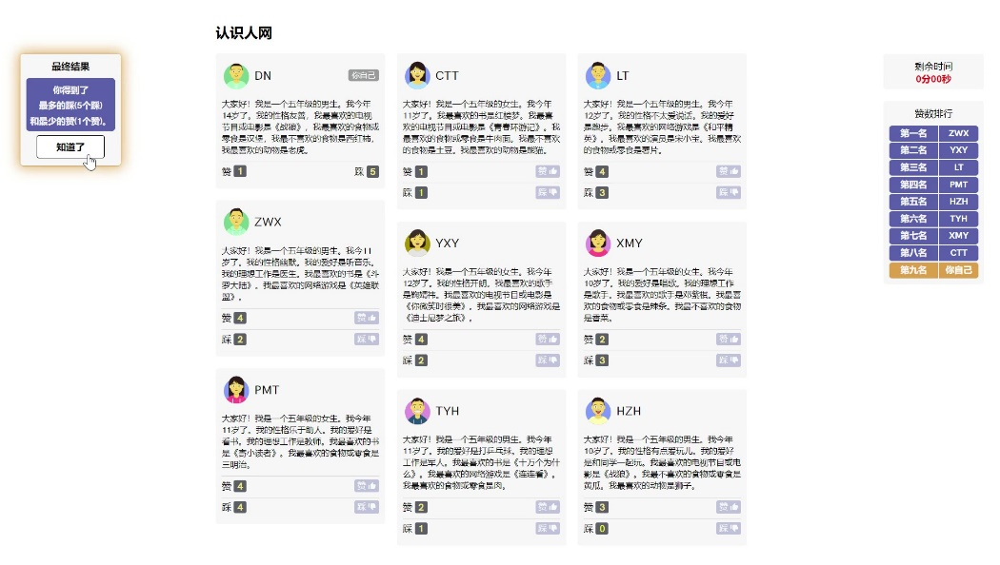 认识人网
最终结果
你得到了
最多的踩(5个踩)
和最少的赞(1个赞)。
知道了
DN
你自己
大家好！我是一个五年级的男生。我今年
14岁了。我的性格友善，我最喜欢的电视
节目或电影是《战狼》，我最喜欢的食物或
零食是汉堡，我最不喜欢的食物是西红柿，
我最喜欢的动物是老虎。
赞 1
踩 5
ZWX
大家好！我是一个五年级的男生。我今11
岁了。我的性格幽默。我的爱好是听音乐。
我的理想工作是医生。我最喜欢的书是《斗
罗大陆》。我最喜欢的网络游戏是《英雄联
盟》。
赞 4 赞
踩 2 踩
PMT
大家好！我是一个五年级的女生。我今年
11岁了。我的性格乐于助人。我的爱好是
看书。我的理想工作是教师。我最喜欢的书
是《寄小读者》。我最喜欢的食物或零食是
三明治。
赞 4 赞
踩 4 踩
CTT
大家好！我是一个五年级的女生。我今年
11岁了。我最喜欢的书是红楼梦。我最喜
欢的电视节目或电影是《青春环游记》。我
最喜欢的食物或零食是牛肉面。我最不喜欢
的食物是土豆。我最喜欢的动物是熊猫。
赞 1 赞
踩 1 踩
YXY
大家好！我是一个五年级的女生。我今年
12岁了。我的性格开朗。我最喜欢的歌手
是鞠婧祎。我最喜欢的电视节目或电影是
《你微笑时很美》。我最喜欢的网络游戏是
《迪士尼梦之旅》。
赞 4 赞
踩 2 踩
TYH
大家好！我是一个五年级的男生。我今年
11岁了。我的爱好是打乒乓球。我的理想
工作是军人。我最喜欢的书是《十万个为什
么》。我最喜欢的网络游戏是《连连看》。
我最喜欢的食物或零食是肉。
赞 2 赞
踩 1 踩
LT
大家好！我是一个五年级的男生。我今年
12岁了。我的性格不太爱说话。我的爱好
是跑步。我最喜欢的网络游戏是《和平精
英》。我最喜欢的演员是宋小宝。我最喜欢
的食物或零食是薯片。
赞 4 赞
踩 3 踩
XMY
大家好！我是一个五年级的女生。我今年
10岁了。我的爱好是唱歌。我的理想工作
是歌手。我最喜欢的歌手是邓紫棋。我最喜
欢的食物或零食是辣条。我最不喜欢的食物
是香菜。
赞 2 赞
踩 3 踩
HZH
大家好！我是一个五年级的男生。我今年
10岁了。我的性格有点爱玩儿。我的爱好
是和同学一起玩。我最喜欢的电视节目或电
影是《战狼》。我最不喜欢的食物或零食是
黄瓜。我最喜欢的动物是狮子。
赞 3 赞
踩 0 踩
剩余时间
0分00秒
赞数排行
第一名 ZWX
第二名 YXY
第三名 LT
第四名 PMT
第五名 HZH
第六名 TYH
第七名 XMY
第八名 CTT
第九名 你自己